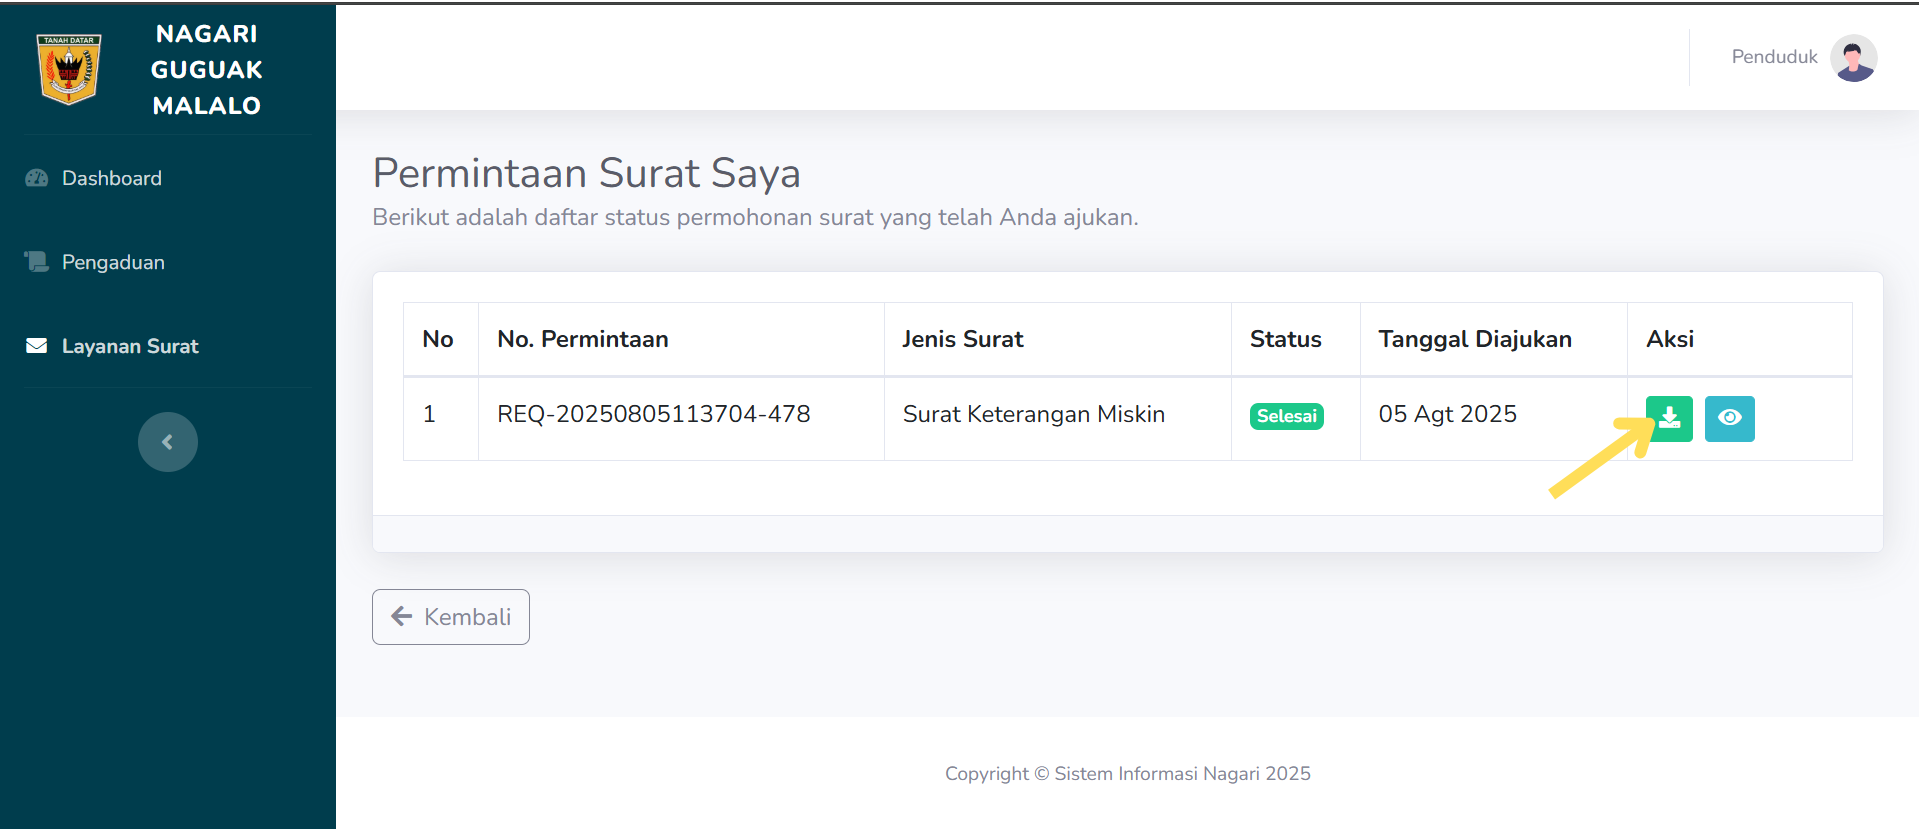 TANAH DATAR
NAGARI
GUGUAK
MALALO
Dashboard
Pengaduan
Layanan Surat
Penduduk
Permintaan Surat Saya
Berikut adalah daftar status permohonan surat yang telah Anda ajukan.
No No. Permintaan Jenis Surat Status Tanggal Diajukan Aksi
1 REQ-20250805113704-478 Surat Keterangan Miskin Selesai 05 Agt 2025
Kembali
Copyright © Sistem Informasi Nagari 2025